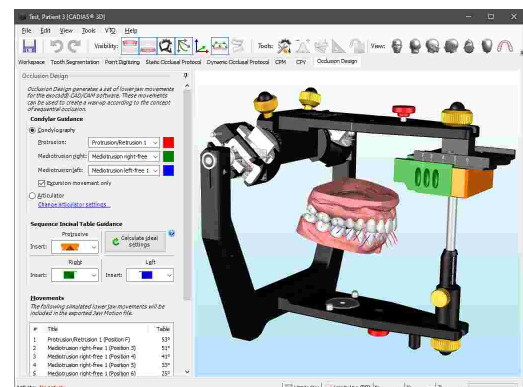 Test, Patient 3 [CADIAS® 3D]
File Edit View Tools VTO Help
Visibility: Tools: View:
Workspace Tooth Segmentation Point Digitizing Static Occlusal Protocol Dynamic Occlusal Protocol CPM CPV Occlusion Design
Occlusion Design
Occlusion Design generates a set of lower jaw movements
for the exocad® CAD/CAM software. These movements
can be used to create a wax-up according to the concept
of sequential occlusion.
Condylar Guidance
Condylography
Protrusion: Protrusion/Retrusion 1
Mediotrusion right: Mediotrusion right-free
Mediotrusion left: Mediotrusion left-free 1
Excursion movement only
Articulator
Change articulator settings...
Sequence Incisal Table Guidance
Protrusive
Insert:
Calculate ideal
settings
Right Left
Insert: Insert:
Movements
The following simulated lower jaw movements will be
included in the exported Jaw Motion file.
# Title Table
1 Protrusion/Retrusion 1 (Position F) 53°
2 Mediotrusion right-free 1 (Position 3) 51°
3 Mediotrusion right-free 1 (Position 4) 41°
4 Mediotrusion right-free 1 (Position 5) 33°
5 Mediotrusion right-free 1 (Position 6) 25°